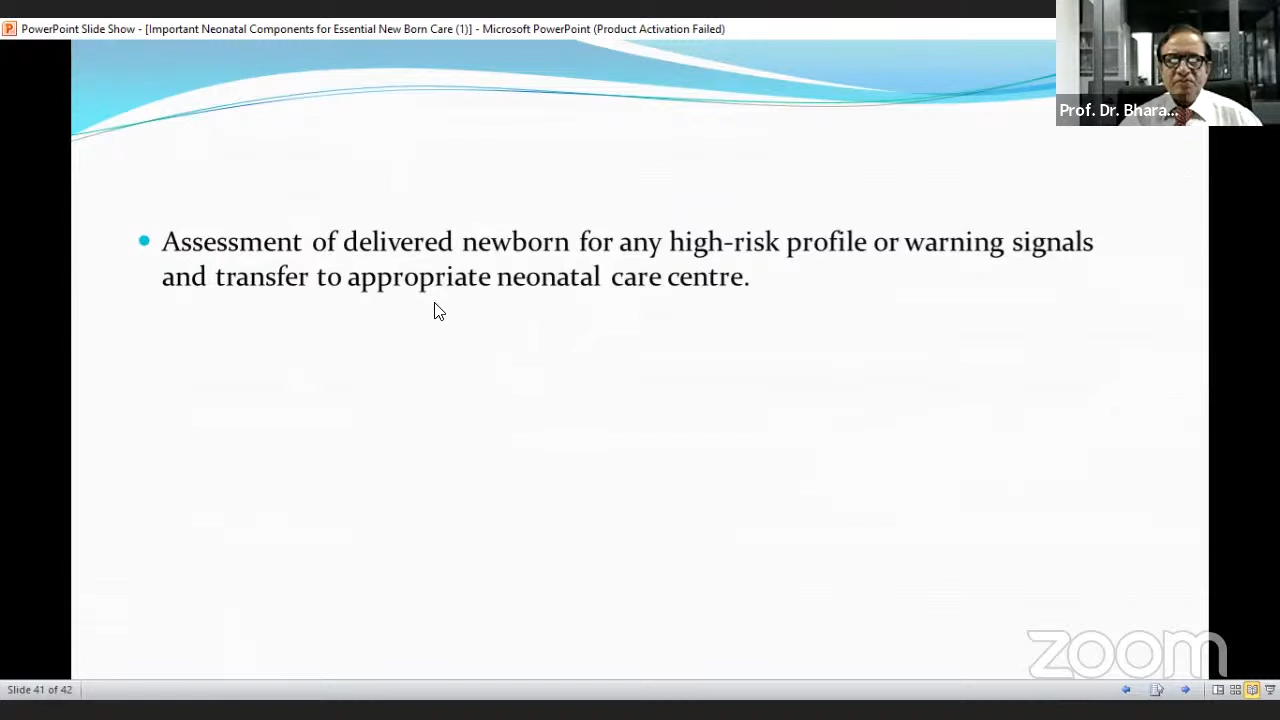 PowerPoint Slide Show - [Important Neonatal Components for Essential New Born Care (1)] - Microsoft PowerPoint (Product Activation Failed)
Prof. Dr. Bhara...
Assessment of delivered newborn for any high-risk profile or warning signals
and transfer to appropriate neonatal care centre.
zoom
Slide 41 of 42